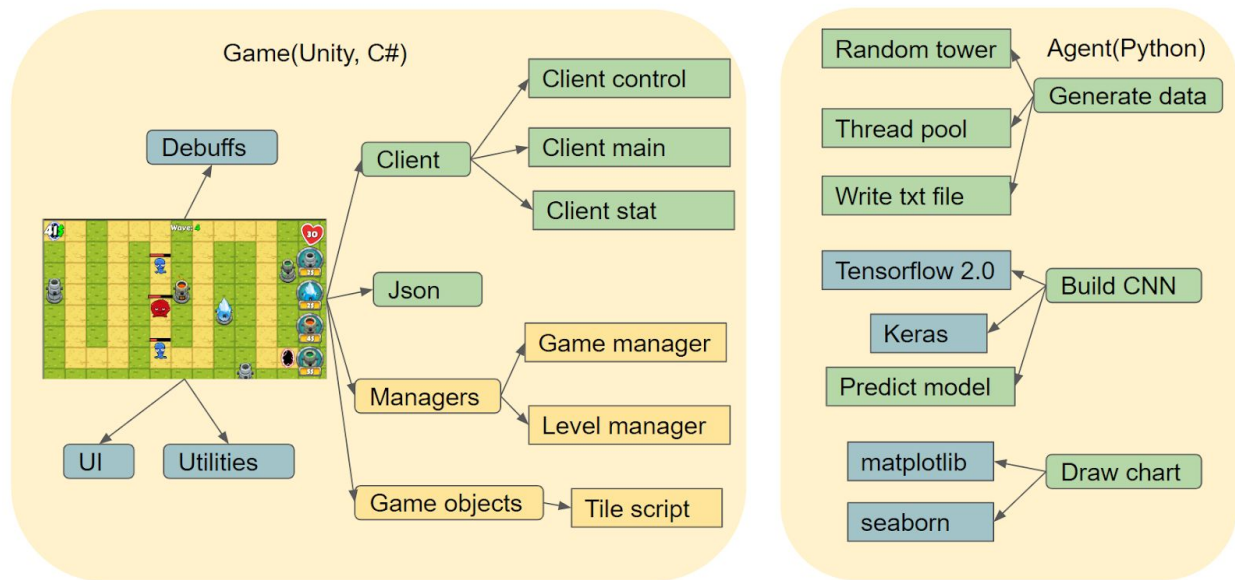 Game(Unity, C#)
Debuffs
Wave: 4
30
UI
Utilities
Client
Client control
Client main
Client stat
Json
Managers
Game manager
Level manager
Game objects
Tile script
Agent(Python)
Random tower
Generate data
Thread pool
Write txt file
Tensorflow 2.0
Build CNN
Keras
Predict model
matplotlib
Draw chart
seaborn